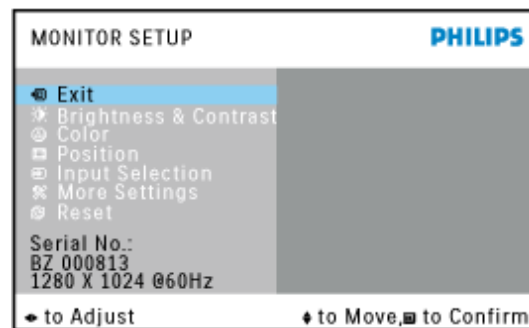 MONITOR SETUP PHILIPS
Exit
Brightness & Contrast
Color
Position
Input Selection
More Settings
Reset
Serial No.:
BZ 000813
1280 X 1024 @60Hz
to Adjust to Move, to Confirm